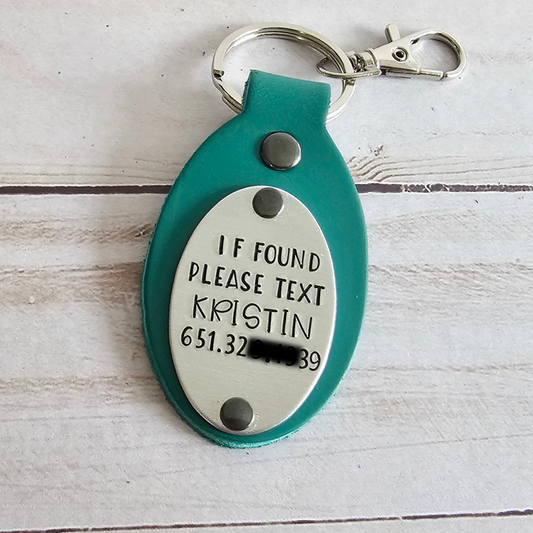 IF FOUND
PLEASE TEXT
KRISTIN
651.32 39